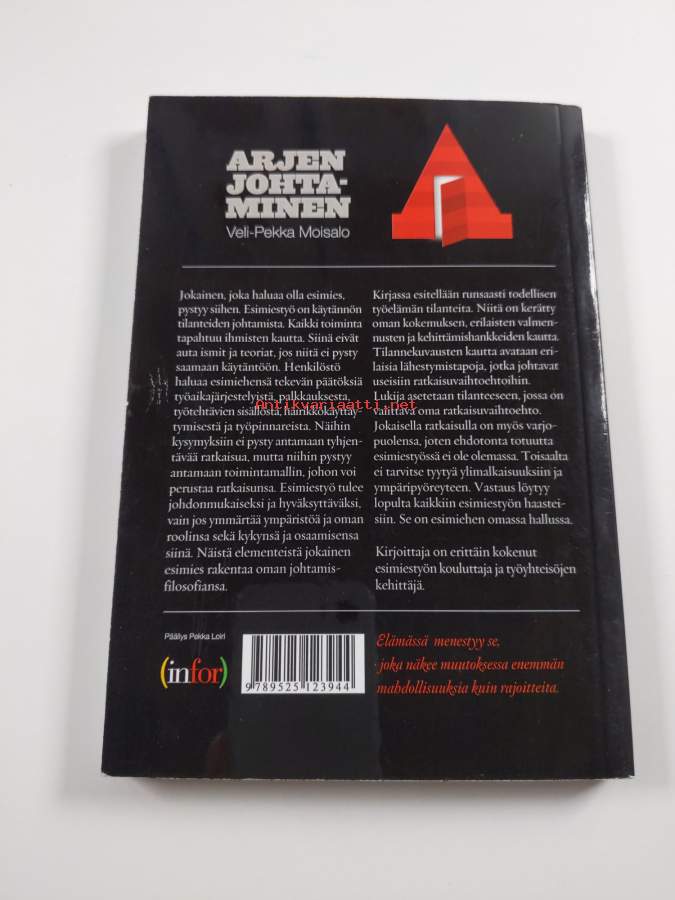 ARJEN
JOHTA-
MINEN
Veli-Pekka Moisalo
Jokainen, joka haluaa olla esimies,
pystyy siihen. Esimiestyö on käytännön
tilanteiden johtamista. Kaikki toiminta
tapahtuu ihmisten kautta. Siinä eivät
auta ismit ja teoriat, jos niitä ei pysty
saamaan käytäntöön. Henkilöstö
haluaa esimiehensä tekevän päätöksiä
työaikajärjestelyistä, palkkauksesta,
työtehtävien sisällöstä, häirikkökäyttäy-
tymisestä ja työpinnareista. Näihin
kysymyksiin ei pysty antamaan tyhjen-
tävää ratkaisua, mutta niihin pystyy
antamaan toimintamallin, johon voi
perustaa ratkaisunsa. Esimiestyö tulee
johdonmukaiseksi ja hyväksyttäväksi,
vain jos ymmärtää ympäristöä ja oman
roolinsa sekä kykynsä ja osaamisensa
siinä. Näistä elementeistä jokainen
esimies rakentaa oman johtamis-
filosofiansa.
Kirjassa esitellään runsaasti todellisen
työelämän tilanteita. Niitä on kerätty
oman kokemuksen, erilaisten valmen-
nusten ja kehittämishankkeiden kautta.
Tilannekuvausten kautta avataan eri-
laisia lähestymistapoja, jotka johtavat
useisiin ratkaisuvaihtoehtoihin.
Lukija asetetaan tilanteeseen, jossa on
valittava oma ratkaisuvaihtoehto.
Jokaisella ratkaisulla on myös varjo-
puolensa, joten ehdotonta totuutta
esimiestyössä ei ole olemassa. Toisaalta
ei tarvitse tyytyä ylimalkaisuuksiin ja
ympäripyöreyteen. Vastaus löytyy
lopulta kaikkiin esimiestyön haastei-
siin. Se on esimiehen omassa hallussa.
Kirjoittaja on erittäin kokenut
esimiestyön kouluttaja ja työyhteisöjen
kehittäjä.
Antikvariaatti.net
Päällys Pekka Loiri
(infor)
9 789525 123944
Elämässä menestyy se,
joka näkee muutoksessa enemmän
mahdollisuuksia kuin rajoitteita.